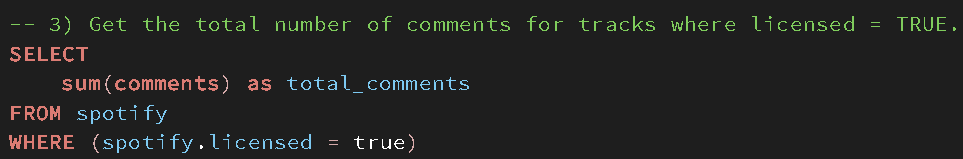 -- 3) Get the total number of comments for tracks where licensed = TRUE.
SELECT
    sum(comments) as total_comments
FROM spotify
WHERE (spotify.licensed = true)